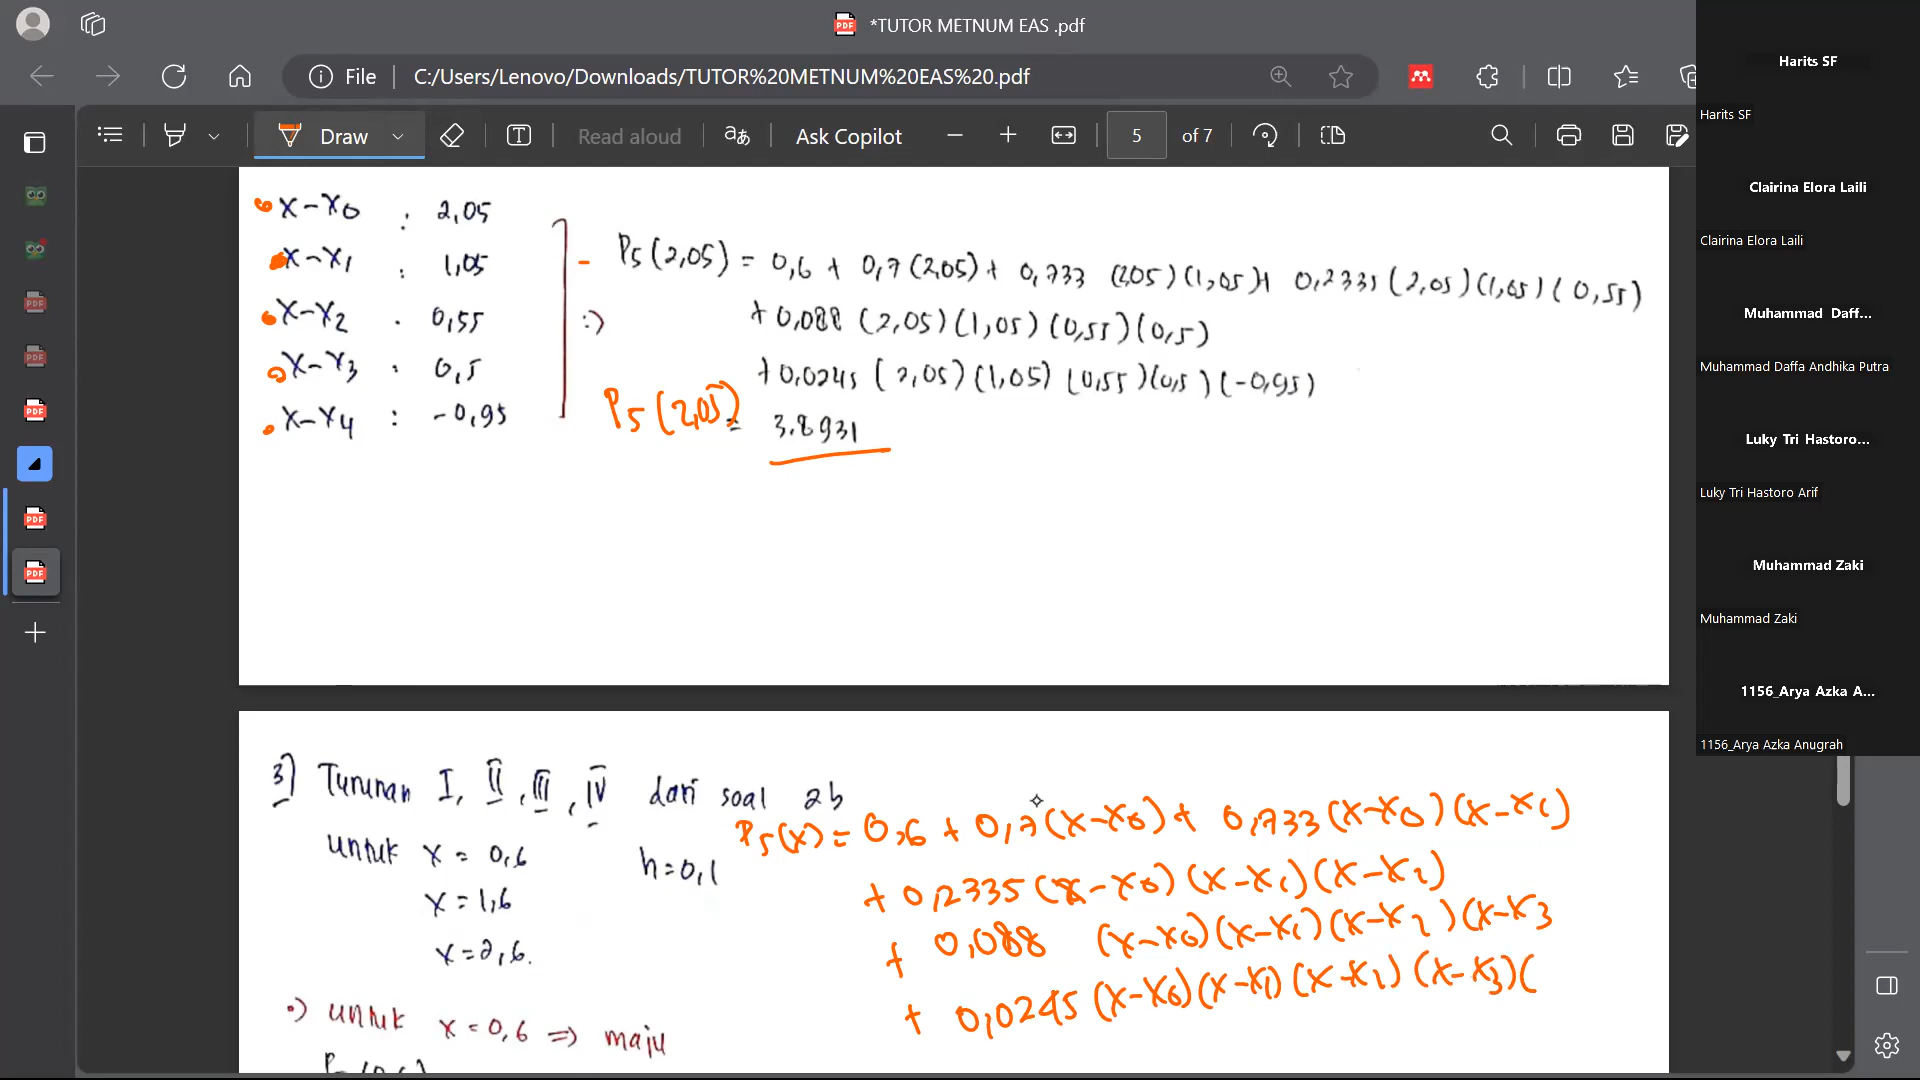 *TUTOR METNUM EAS .pdf
File
C:/Users/Lenovo/Downloads/TUTOR%20METNUM%20EAS%20.pdf
Draw
Read aloud
aあ
Ask Copilot
5 of 7
x-x0 : 2,05
x-x1 : 1,05
x-x2 . 0,55
x-x3 : 0,5
x-x4 : -0,95
P5(2,05) = 0,6 + 0,7(2,05) + 0,733 (2,05)(1,05)+ 0,2335(2,05)(1,05)(0,55)
+ 0,088 (2,05)(1,05)(0,55)(0,5)
+ 0,0245 (2,05)(1,05)(0,55)(0,5)(-0,95)
P5(2,05) = 3.8931
3) Turunan I, II, III, IV dari soal 2b
untuk x = 0,6 h=0,1
x = 1,6
x = 2,6.
P5(x) = 0,6 + 0,7(x-x0) + 0,733(x-x0)(x-x1)
+ 0,2335(x-x0)(x-x1)(x-x2)
+ 0,088 (x-x0)(x-x1)(x-x2)(x-x3
+ 0,0245(x-x0)(x-x1)(x-x2)(x-x3)(
•) untuk x = 0,6 => maju
Harits SF
Harits SF
Clairina Elora Laili
Clairina Elora Laili
Muhammad Daff...
Muhammad Daffa Andhika Putra
Luky Tri Hastoro...
Luky Tri Hastoro Arif
Muhammad Zaki
Muhammad Zaki
1156_Arya Azka A...
1156_Arya Azka Anugrah